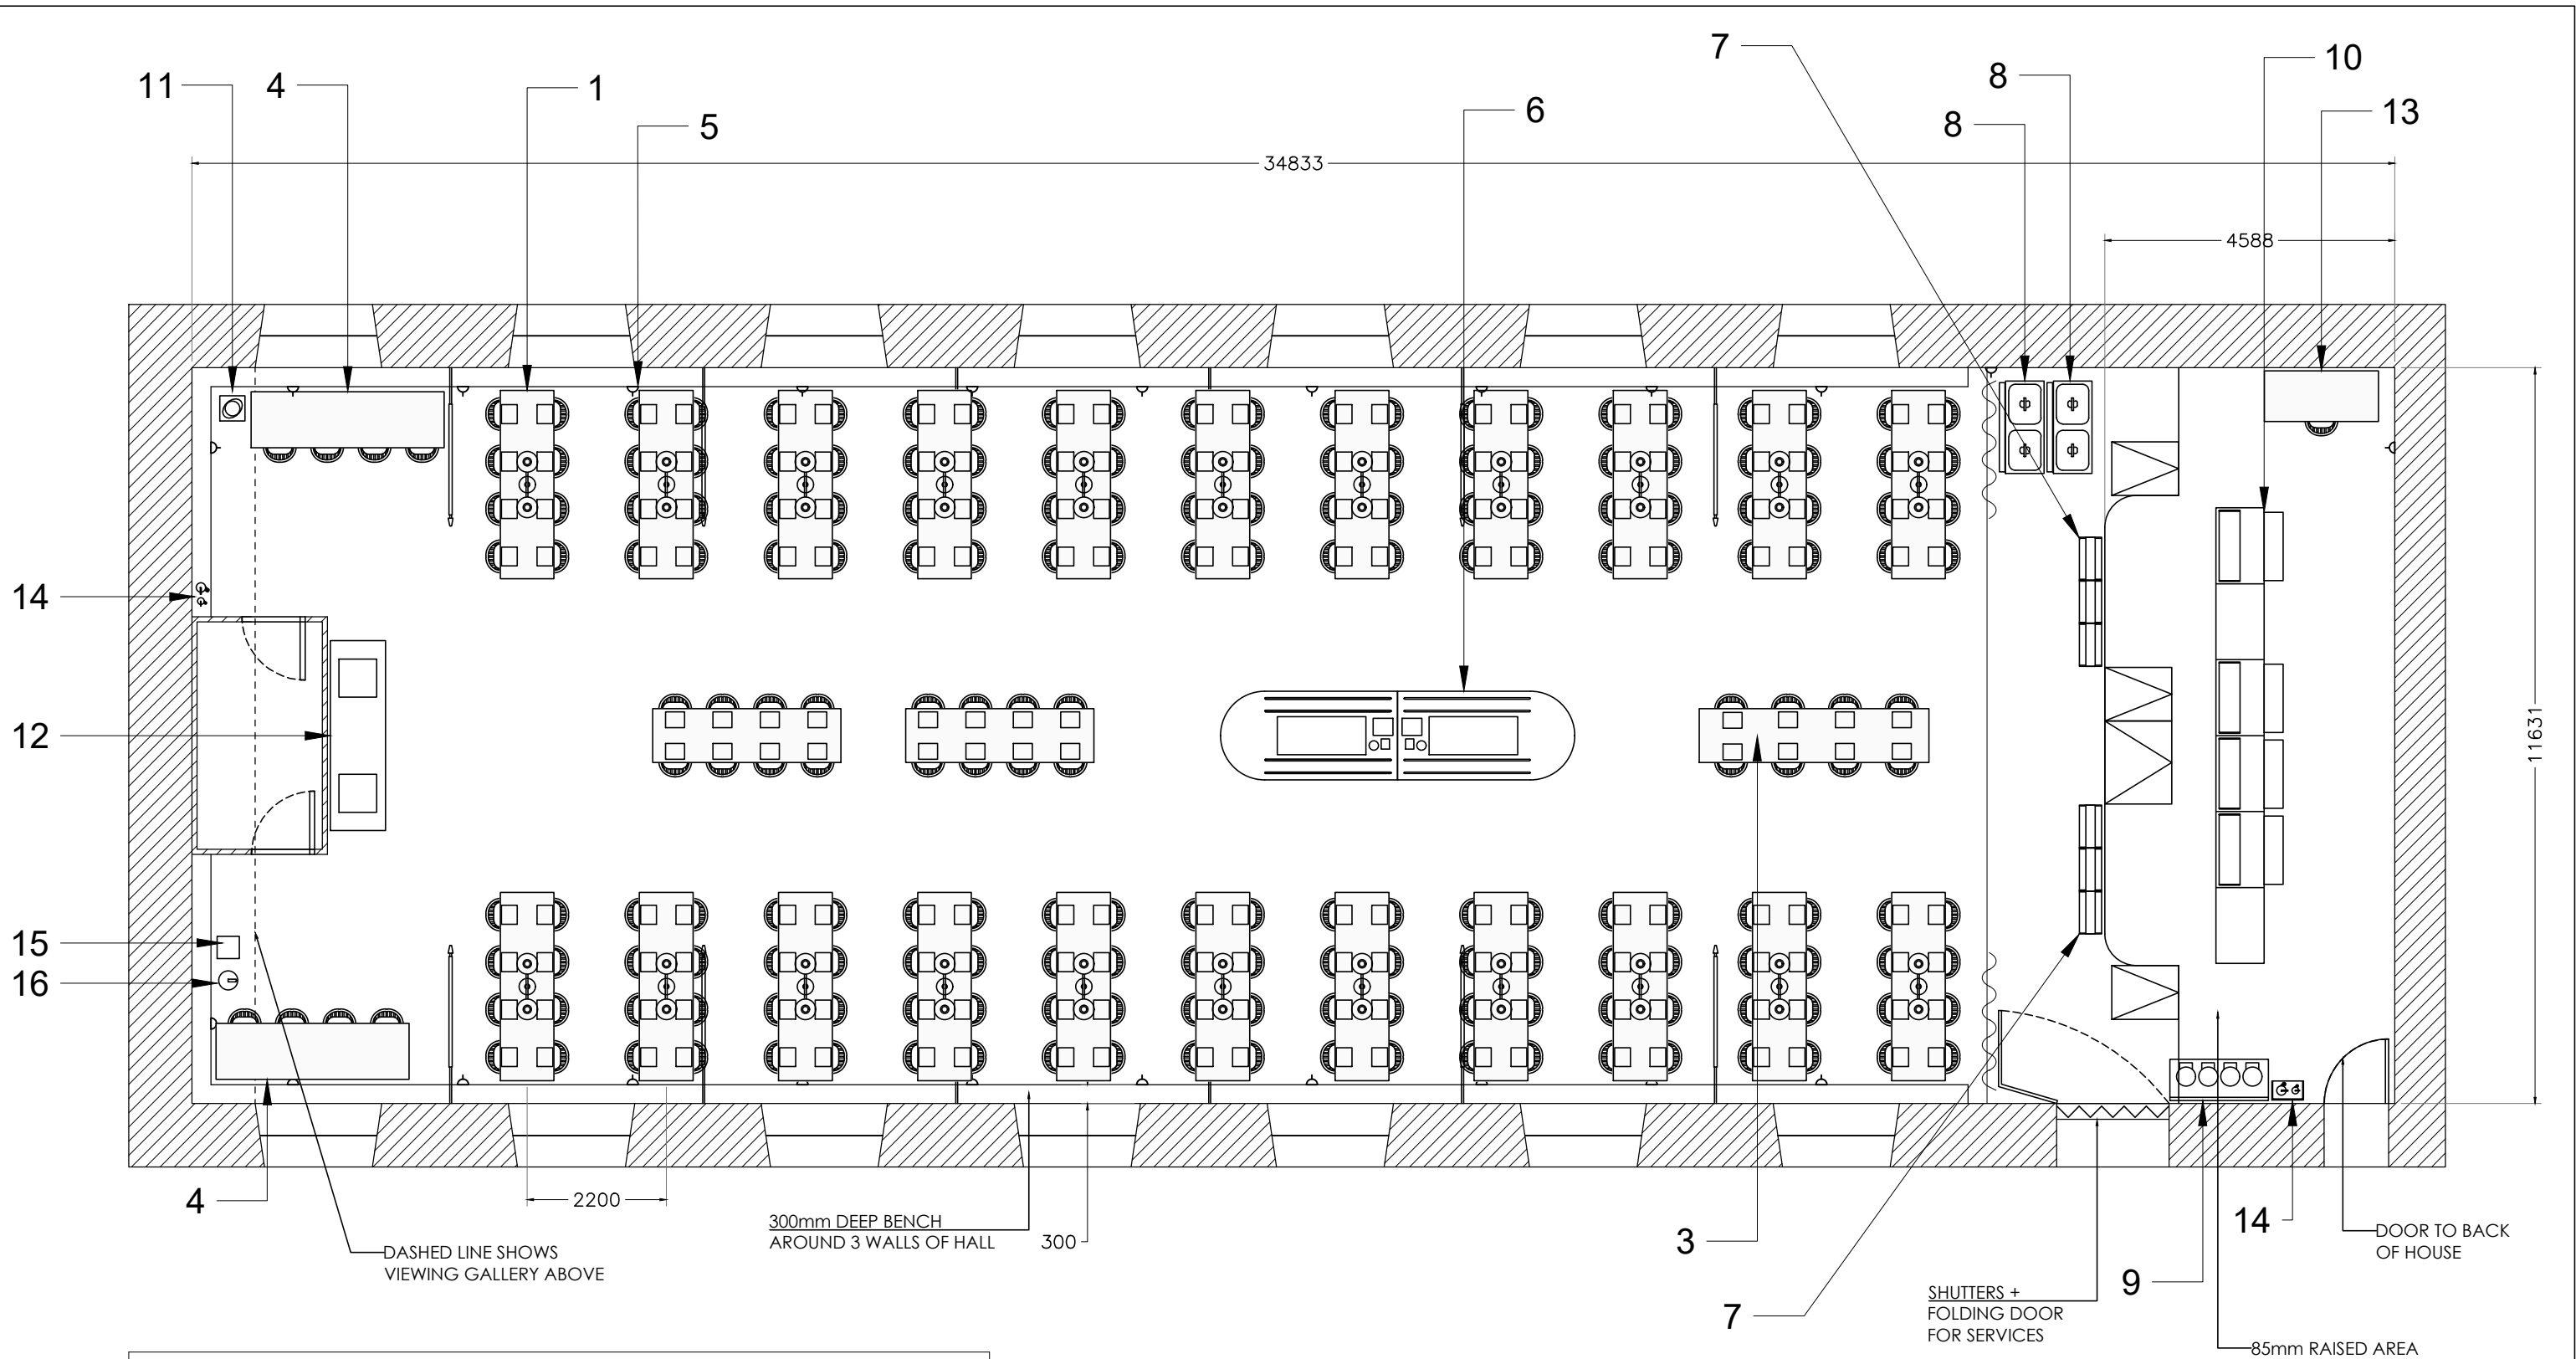 7
10
11
4
1
8
5
6
8
13
34833
4588
14
12
11631
15
16
4
2200
300mm DEEP BENCH
AROUND 3 WALLS OF HALL
300
3
14
DOOR TO BACK
OF HOUSE
DASHED LINE SHOWS
VIEWING GALLERY ABOVE
9
SHUTTERS +
FOLDING DOOR
FOR SERVICES
7
85mm RAISED AREA